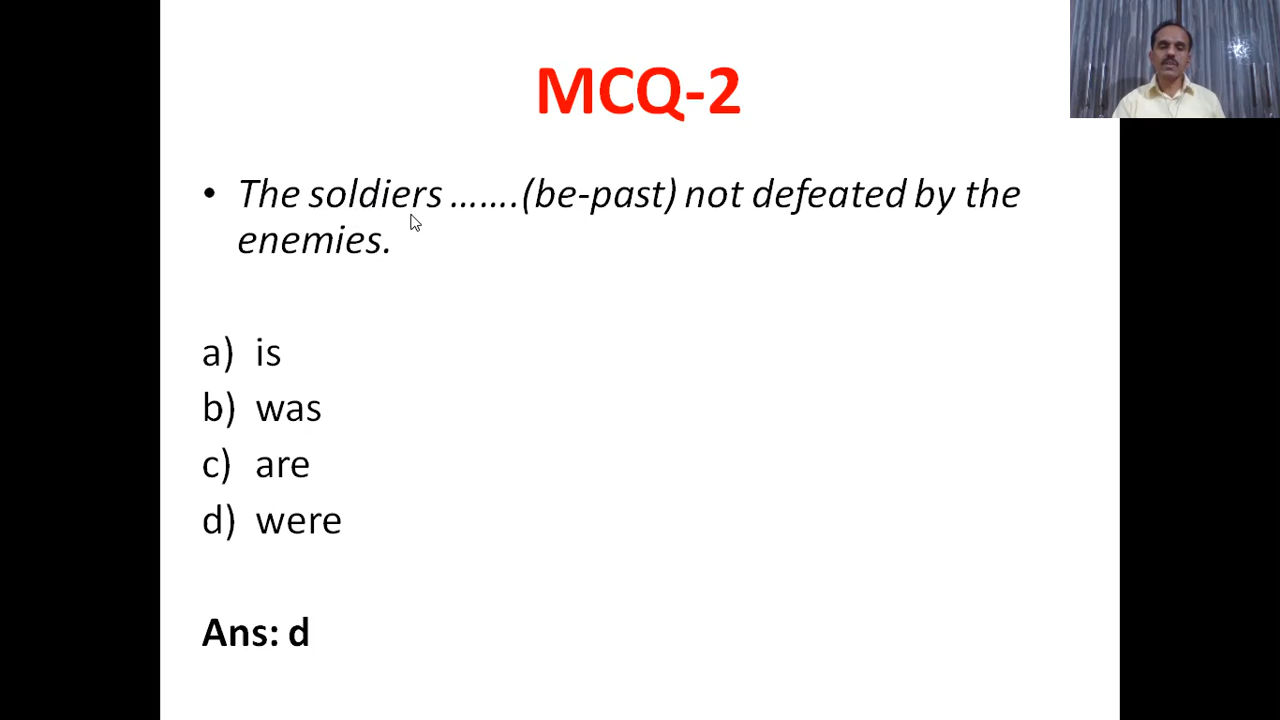 MCQ-2
• The soldiers .......(be-past) not defeated by the
enemies.
a) is
b) was
c) are
d) were
Ans: d